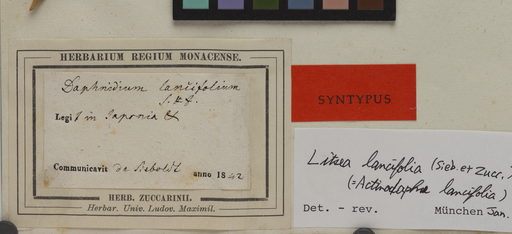 HERBARIUM REGIUM MONACENSE.
Daphnidium lancifolium
S. & Z.
Legi in Japonia
Communicavit de Siebold anno 1842
HERB. ZUCCARINII.
Herbar. Univ. Ludov. Maximil.
SYNTYPUS
Litsea lancifolia (Sieb. et Zucc.)
(=Actinodaphne lancifolia)
Det. - rev. München Jan.